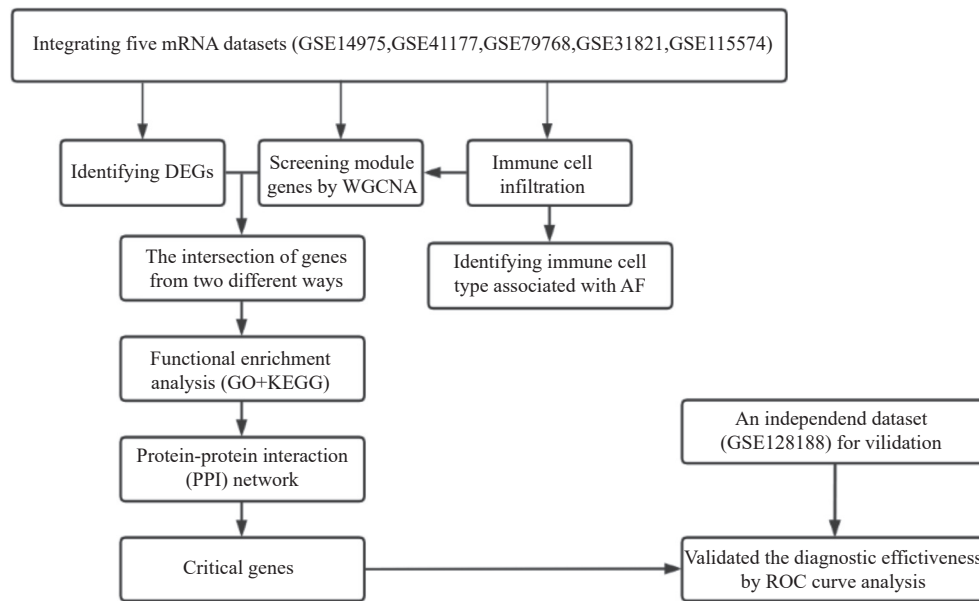 Integrating five mRNA datasets (GSE14975,GSE41177,GSE79768,GSE31821,GSE115574)
Identifying DEGs
Screening module
genes by WGCNA
Immune cell
infiltration
The intersection of genes
from two different ways
Identifying immune cell
type associated with AF
Functional enrichment
analysis (GO+KEGG)
An independend dataset
(GSE128188) for vilidation
Protein-protein interaction
(PPI) network
Critical genes
Validated the diagnostic effictiveness
by ROC curve analysis